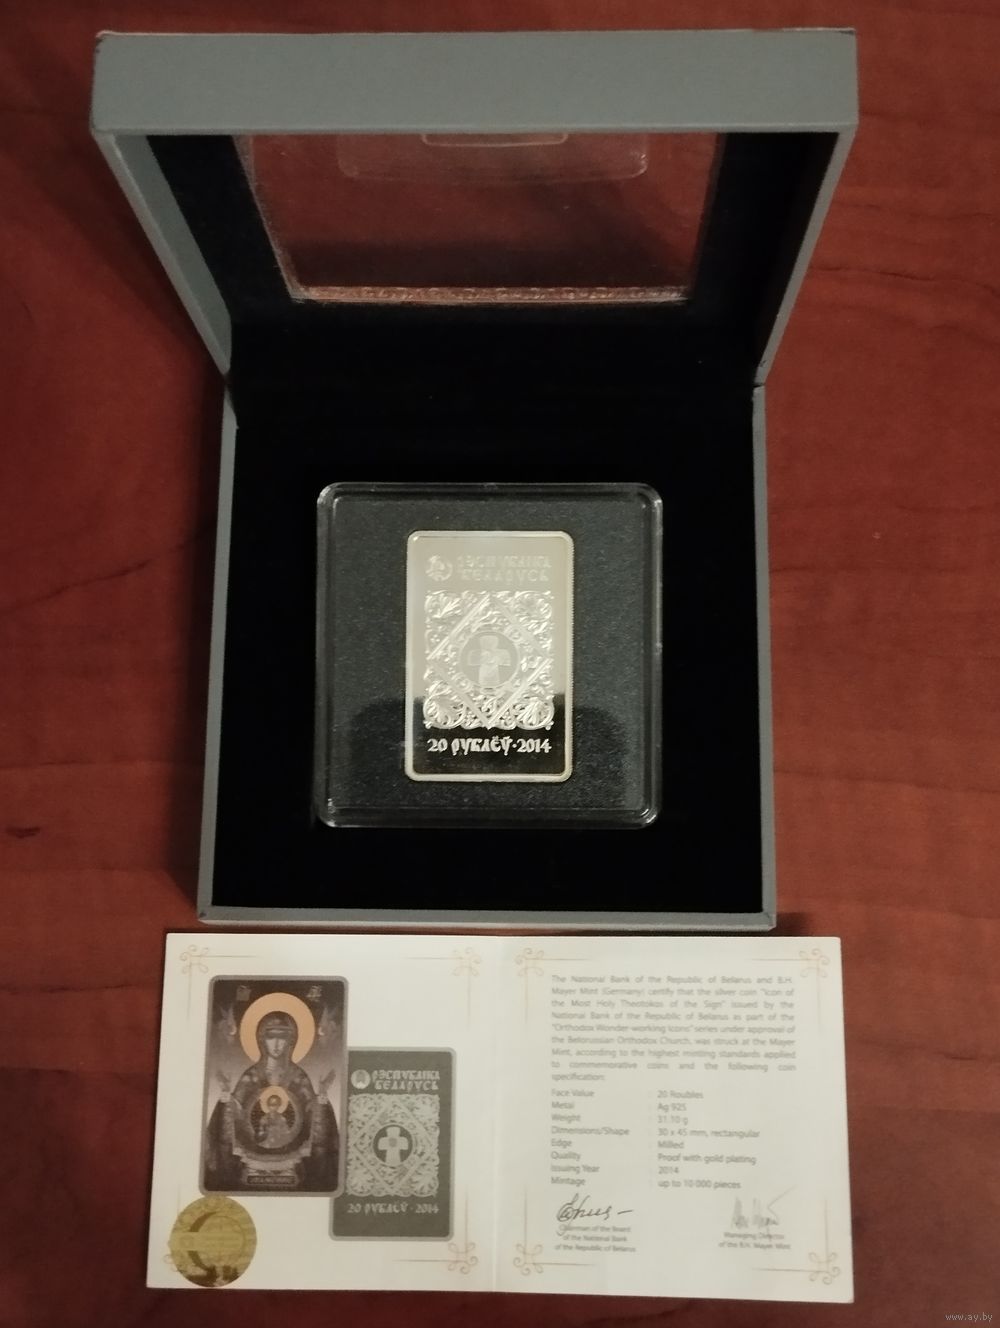 РЭСПУБЛІКА
БЕЛАРУСЬ
20 РУБЛЁЎ·2014
РЭСПУБЛІКА
БЕЛАРУСЬ
20 РУБЛЁЎ·2014
The National Bank of the Republic of Belarus and B.H.
Mayer Mint (Germany) certify that the silver coin "Icon of
the Most Holy Theotokos of the Sign" issued by the
National Bank of the Republic of Belarus as part of the
"Orthodox Wonder-working Icons" series under approval of
the Belorussian Orthodox Church, was struck at the Mayer
Mint, according to the highest minting standards applied
to commemorative coins and the following coin
specification:
Face Value : 20 Roubles
Metal : Ag 925
Weight : 31.10 g
Dimensions/Shape : 30 x 45 mm, rectangular
Edge : Milled
Quality : Proof with gold plating
Issuing Year : 2014
Mintage : up to 10 000 pieces
Chairman of the Board
of the National Bank
of the Republic of Belarus
Managing Director
of the B.H. Mayer Mint
www.ay.by